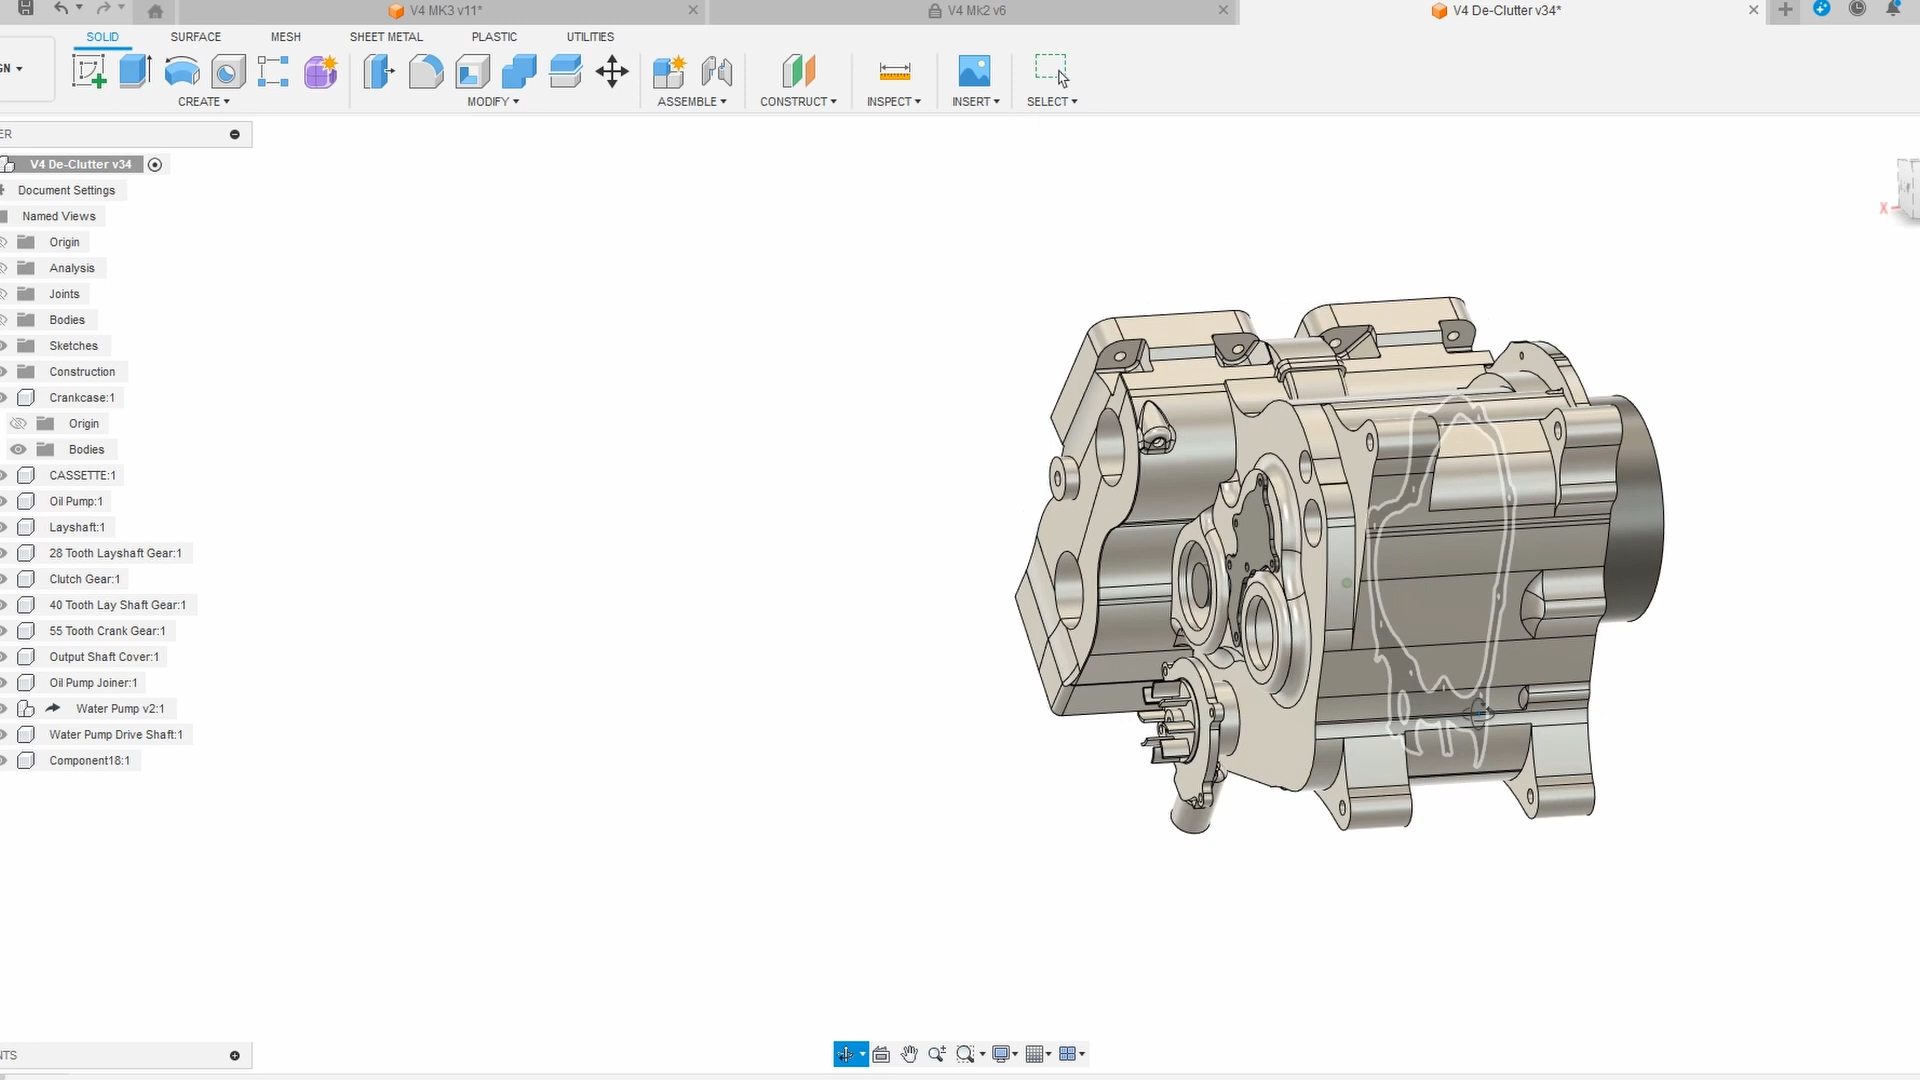 V4 MK3 v11*
V4 Mk2 v6
V4 De-Clutter v34*
SOLID
SURFACE
MESH
SHEET METAL
PLASTIC
UTILITIES
GN
CREATE
MODIFY
ASSEMBLE
CONSTRUCT
INSPECT
INSERT
SELECT
ER
V4 De-Clutter v34
Document Settings
Named Views
Origin
Analysis
Joints
Bodies
Sketches
Construction
Crankcase:1
Origin
Bodies
CASSETTE:1
Oil Pump:1
Layshaft:1
28 Tooth Layshaft Gear:1
Clutch Gear:1
40 Tooth Lay Shaft Gear:1
55 Tooth Crank Gear:1
Output Shaft Cover:1
Oil Pump Joiner:1
Water Pump v2:1
Water Pump Drive Shaft:1
Component18:1
X
NTS